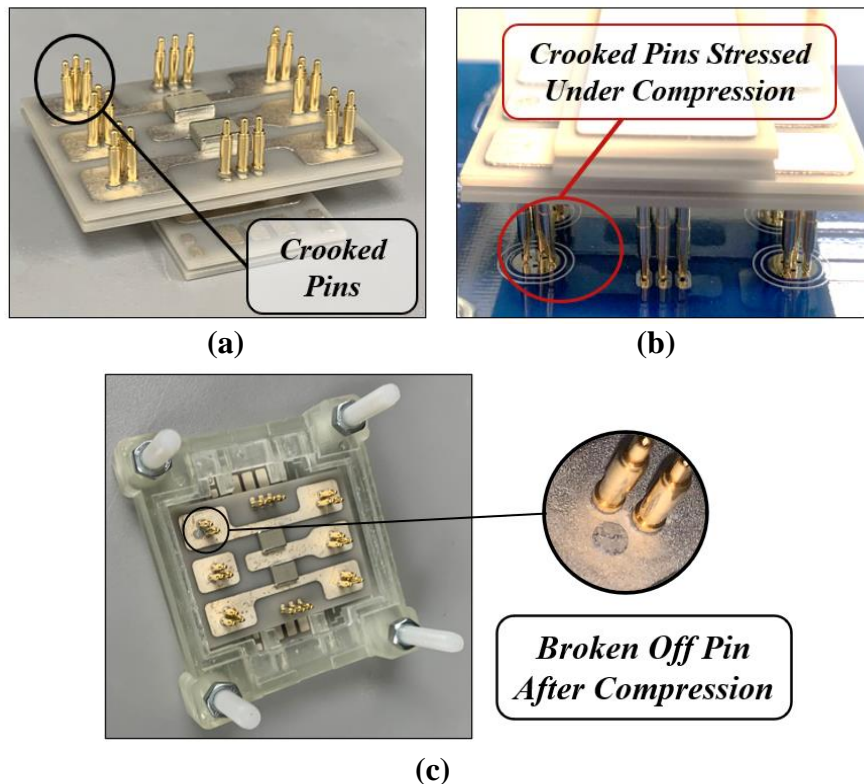 Crooked
Pins
Crooked Pins Stressed
Under Compression
(a)
(b)
Broken Off Pin
After Compression
(c)